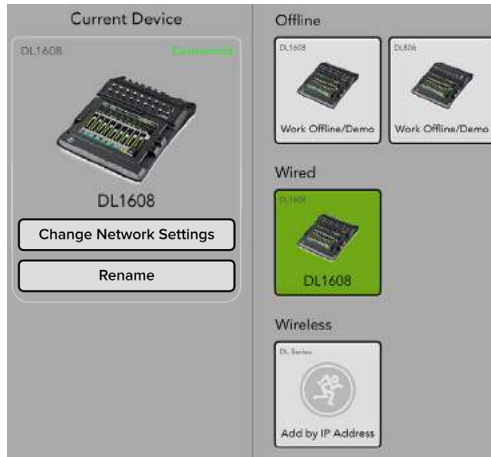 Current Device
DL1608 Connected
DL1608
Change Network Settings
Rename
Offline
DL1608
Work Offline/Demo
DL806
Work Offline/Demo
Wired
DL1608
DL1608
Wireless
DL Series
Add by IP Address